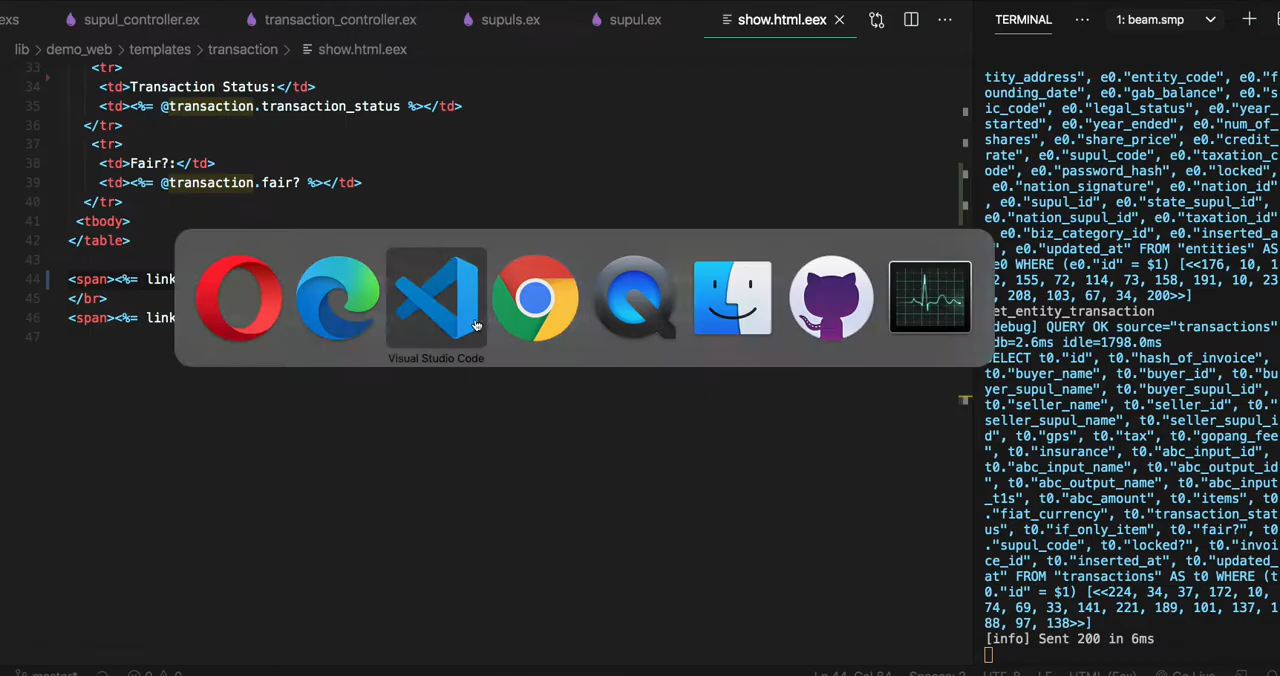 exs supul_controller.ex transaction_controller.ex supuls.ex supul.ex show.html.eex
TERMINAL 1: beam.smp
lib > demo_web > templates > transaction > show.html.eex
33 <tr>
34 <td>Transaction Status:</td>
35 <td><%= @transaction.transaction_status %></td>
36 </tr>
37 <tr>
38 <td>Fair?:</td>
39 <td><%= @transaction.fair? %></td>
40 </tr>
41 <tbody>
42 </table>
43
44 <span><%= link
45 </br>
46 <span><%= link
47
Visual Studio Code
tity_address", e0."entity_code", e0."f
ounding_date", e0."gab_balance", e0."s
ic_code", e0."legal_status", e0."year_
started", e0."year_ended", e0."num_of_
shares", e0."share_price", e0."credit_
rate", e0."supul_code", e0."taxation_c
ode", e0."password_hash", e0."locked",
e0."nation_signature", e0."nation_id"
, e0."supul_id", e0."state_supul_id",
e0."nation_supul_id", e0."taxation_id"
, e0."biz_category_id", e0."inserted_a
t", e0."updated_at" FROM "entities" AS
e0 WHERE (e0."id" = $1) [<<176, 10, 1
2, 155, 72, 114, 73, 158, 191, 10, 23
, 208, 103, 67, 34, 200>>]
et_entity_transaction
debug] QUERY OK source="transactions"
db=2.6ms idle=1798.0ms
SELECT t0."id", t0."hash_of_invoice",
t0."buyer_name", t0."buyer_id", t0."bu
yer_supul_name", t0."buyer_supul_id",
t0."seller_name", t0."seller_id", t0."
seller_supul_name", t0."seller_supul_i
d", t0."gps", t0."tax", t0."gopang_fee
", t0."insurance", t0."abc_input_id",
t0."abc_input_name", t0."abc_output_id
", t0."abc_output_name", t0."abc_input
_t1s", t0."abc_amount", t0."items", t0
."fiat_currency", t0."transaction_stat
us", t0."if_only_item", t0."fair?", t0
."supul_code", t0."locked?", t0."invoi
ce_id", t0."inserted_at", t0."updated_
at" FROM "transactions" AS t0 WHERE (t
0."id" = $1) [<<224, 34, 37, 172, 10,
74, 69, 33, 141, 221, 189, 101, 137, 1
88, 97, 138>>]
[info] Sent 200 in 6ms